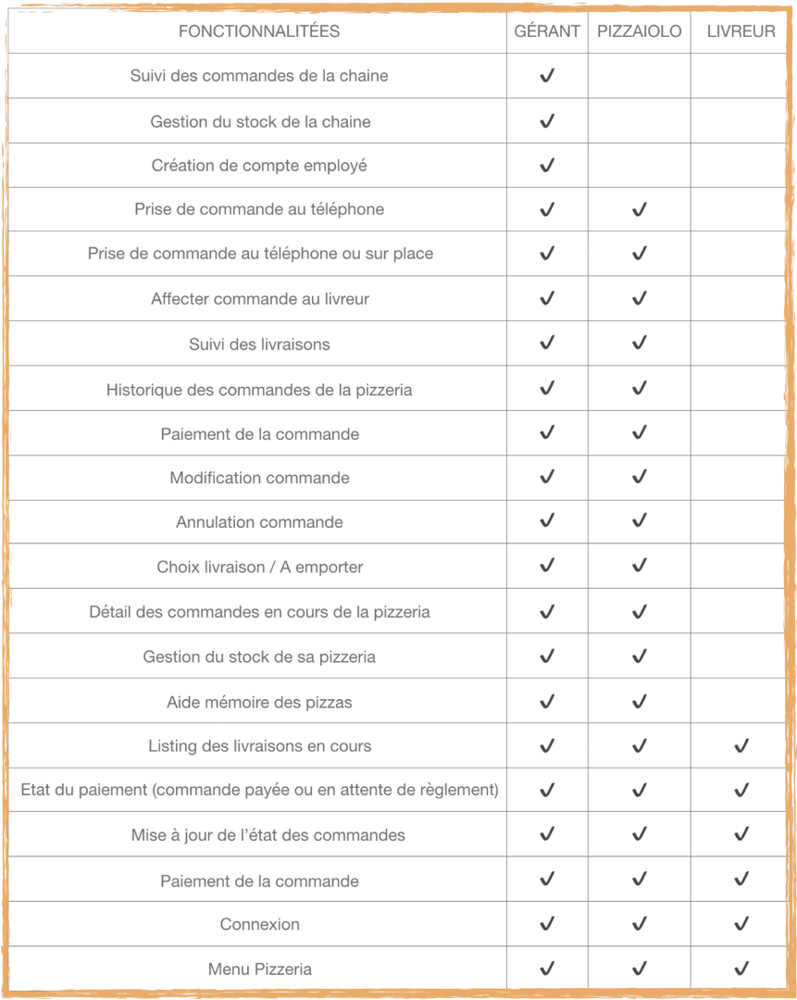 FONCTIONNALITÉES GÉRANT PIZZAIOLO LIVREUR
Suivi des commandes de la chaine ✔
Gestion du stock de la chaine ✔
Création de compte employé ✔
Prise de commande au téléphone ✔ ✔
Prise de commande au téléphone ou sur place ✔ ✔
Affecter commande au livreur ✔ ✔
Suivi des livraisons ✔ ✔
Historique des commandes de la pizzeria ✔ ✔
Paiement de la commande ✔ ✔
Modification commande ✔ ✔
Annulation commande ✔ ✔
Choix livraison / A emporter ✔ ✔
Détail des commandes en cours de la pizzeria ✔ ✔
Gestion du stock de sa pizzeria ✔ ✔
Aide mémoire des pizzas ✔ ✔
Listing des livraisons en cours ✔ ✔ ✔
Etat du paiement (commande payée ou en attente de règlement) ✔ ✔ ✔
Mise à jour de l’état des commandes ✔ ✔ ✔
Paiement de la commande ✔ ✔ ✔
Connexion ✔ ✔ ✔
Menu Pizzeria ✔ ✔ ✔